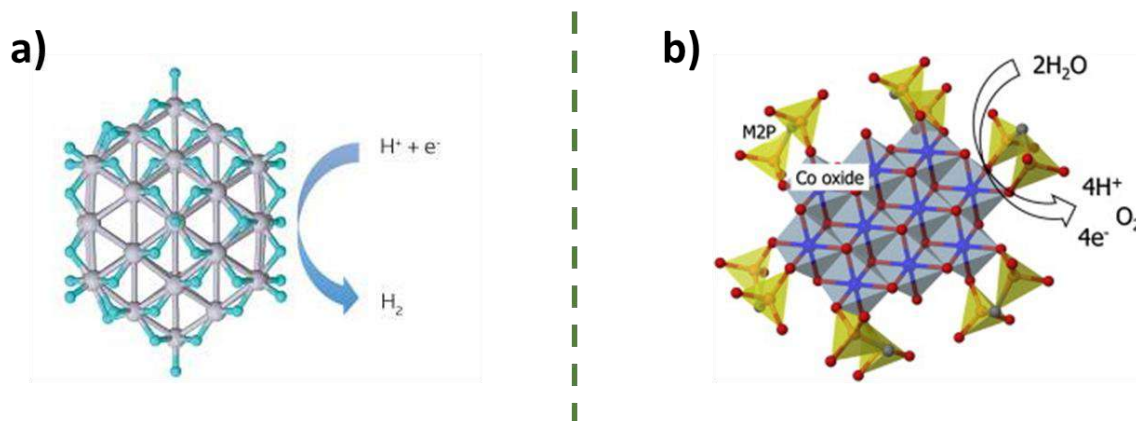 a)
H⁺ + e⁻
H₂
b)
2H₂O
M2P
Co oxide
4H⁺
O₂
4e⁻